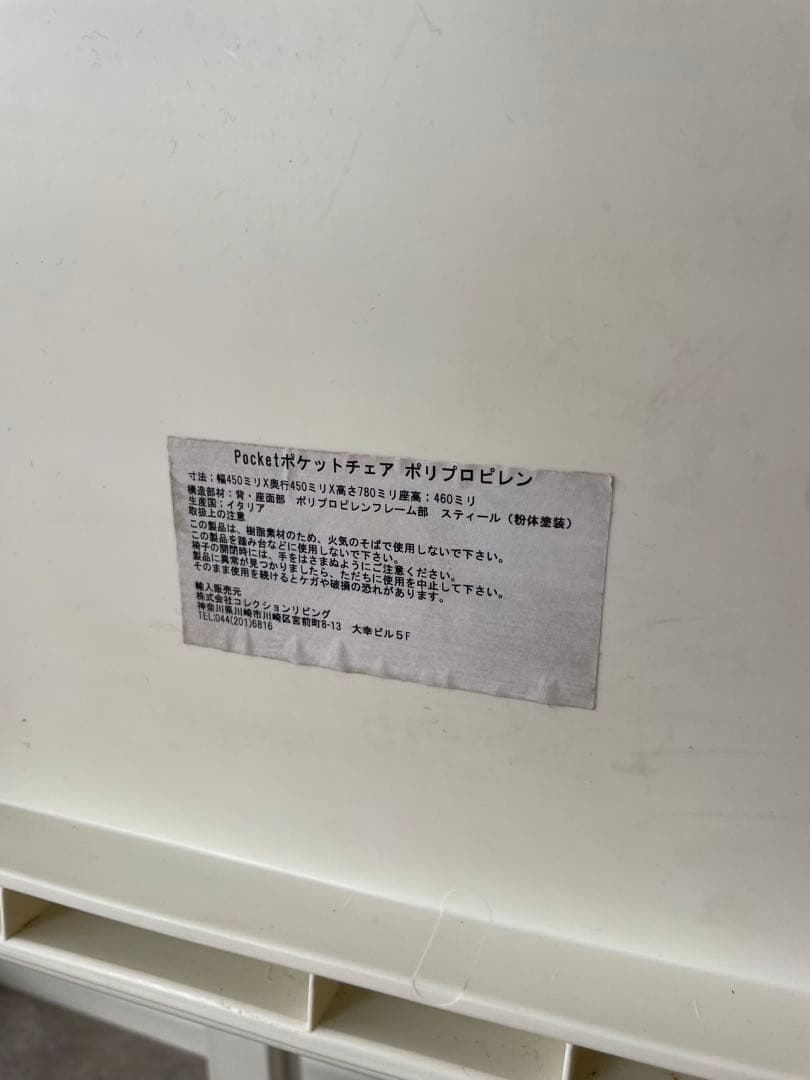 Pocketポケットチェア ポリプロピレン
寸法；幅450ミリX奥行450ミリX高さ780ミリ座高；460ミリ
構造部材；背・座面部 ポリプロピレンフレーム部 スティール（粉体塗装）
生産国；イタリア
取扱上の注意
この製品は、樹脂素材のため、火気のそばで使用しないで下さい。
この製品を踏み台などに使用しないで下さい。
椅子の開閉時には、手をはさまぬようにご注意ください。
製品に異常が見つかりましたら、ただちに使用を中止して下さい。
そのまま使用を続けるとケガや破損の恐れがあります。
輸入販売元
株式会社コレクションリビング
神奈川県川崎市川崎区宮前町8-13 大幸ビル５F
TEL:044(201)6816